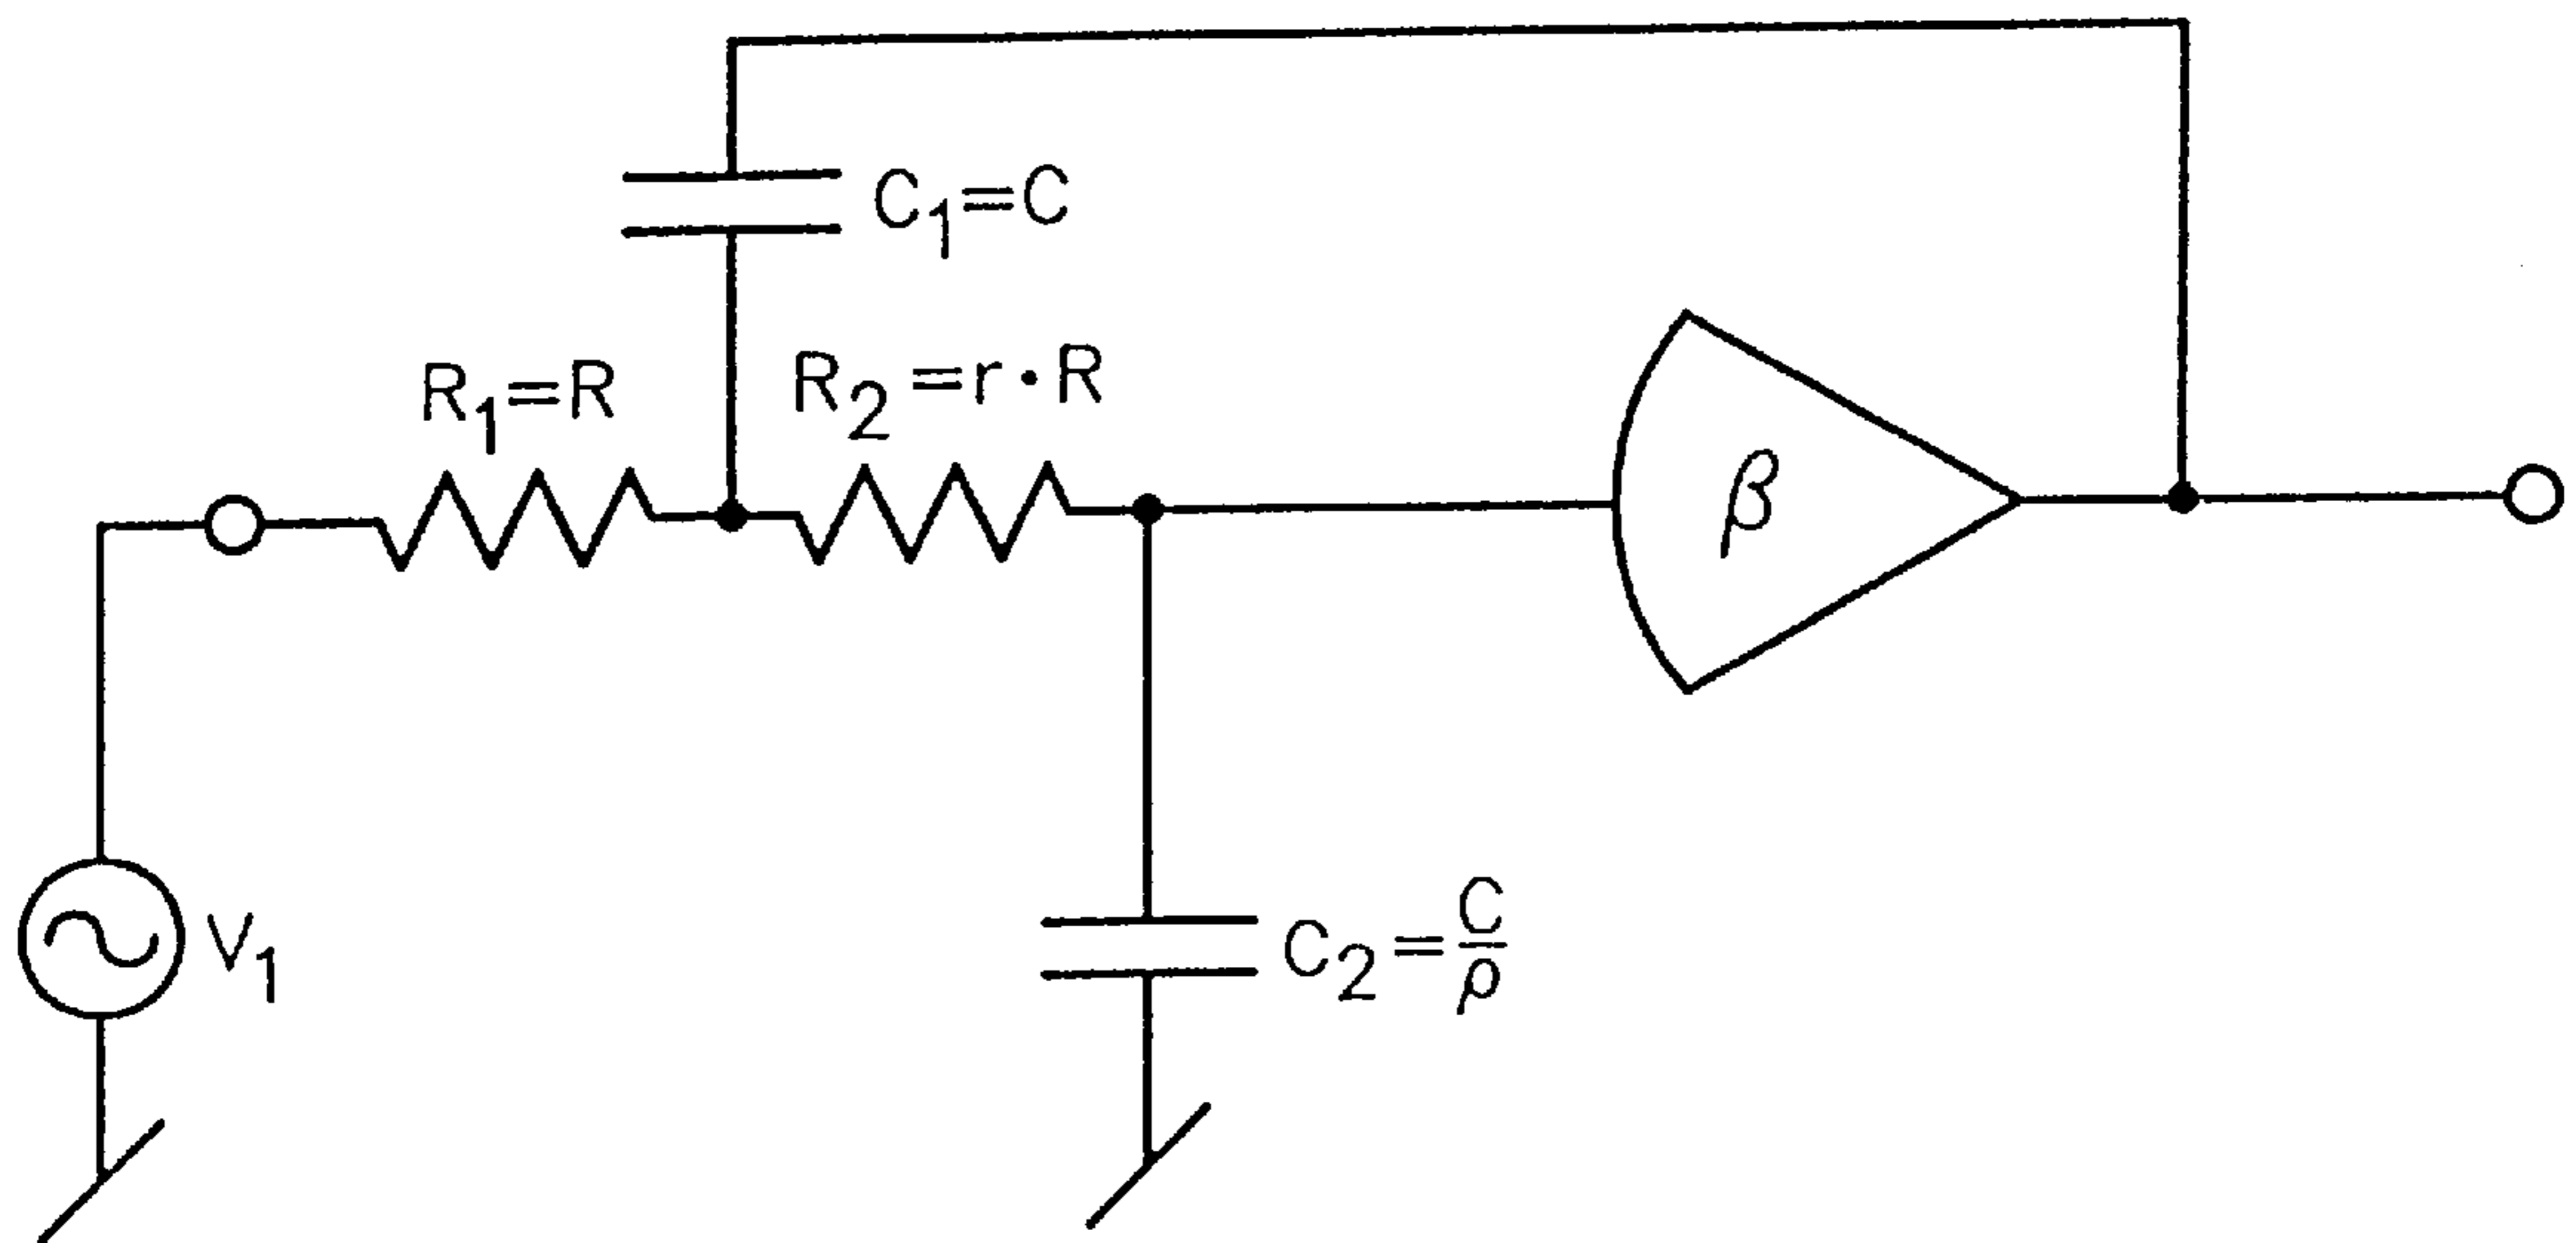 C₁=C
R₁=R
R₂=r·R
β
V₁
C₂=C/ρ